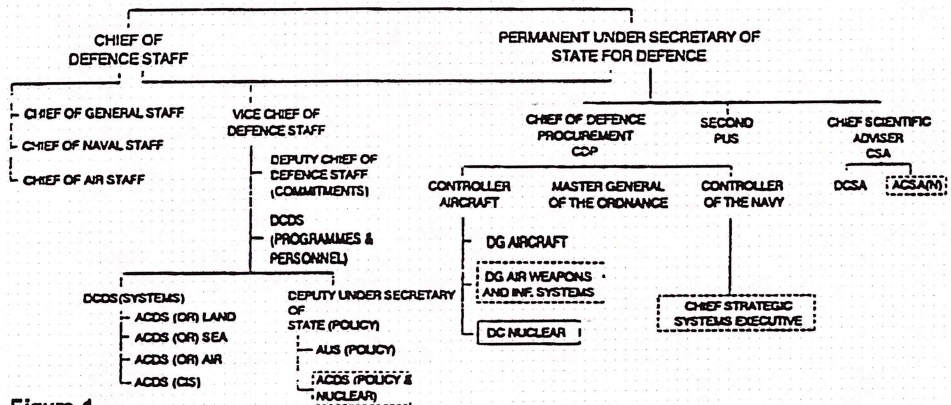 CHIEF OF
DEFENCE STAFF
PERMANENT UNDER SECRETARY OF
STATE FOR DEFENCE
CHIEF OF GENERAL STAFF
CHIEF OF NAVAL STAFF
CHIEF OF AIR STAFF
VICE CHIEF OF
DEFENCE STAFF
DEPUTY CHIEF OF
DEFENCE STAFF
(COMMITMENTS)
DCDS
(PROGRAMMES &
PERSONNEL)
DCDS (SYSTEMS)
ACDS (OR) LAND
ACDS (OR) SEA
ACDS (OR) AIR
ACDS (CIS)
DEPUTY UNDER SECRETARY
OF
STATE (POLICY)
AUS (POLICY)
ACDS (POLICY &
NUCLEAR)
CHIEF OF DEFENCE
PROCUREMENT
CDP
SECOND
PUS
CHIEF SCIENTIFIC
ADVISER
CSA
DCSA
ACSA(N)
CONTROLLER
AIRCRAFT
MASTER GENERAL
OF THE ORDNANCE
CONTROLLER
OF THE NAVY
DG AIRCRAFT
DG AIR WEAPONS
AND INF. SYSTEMS
DC NUCLEAR
CHIEF STRATEGIC
SYSTEMS EXECUTIVE
Figure 1